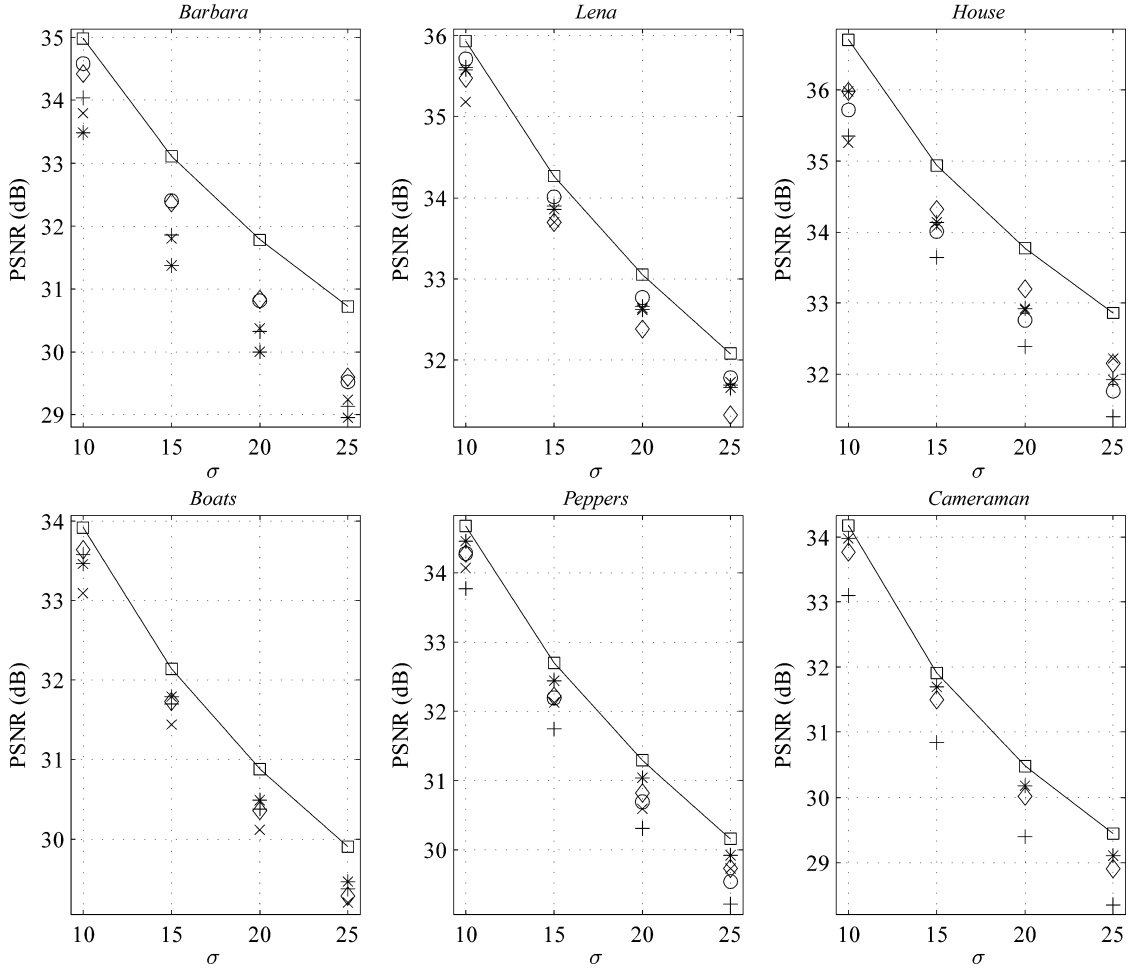 Barbara
Lena
House
PSNR (dB)
35
34
33
32
31
30
29
10 15 20 25
σ
PSNR (dB)
36
35
34
33
32
10 15 20 25
σ
PSNR (dB)
36
35
34
33
32
10 15 20 25
σ
Boats
Peppers
Cameraman
PSNR (dB)
34
33
32
31
30
10 15 20 25
σ
PSNR (dB)
34
33
32
31
30
10 15 20 25
σ
PSNR (dB)
34
33
32
31
30
29
10 15 20 25
σ